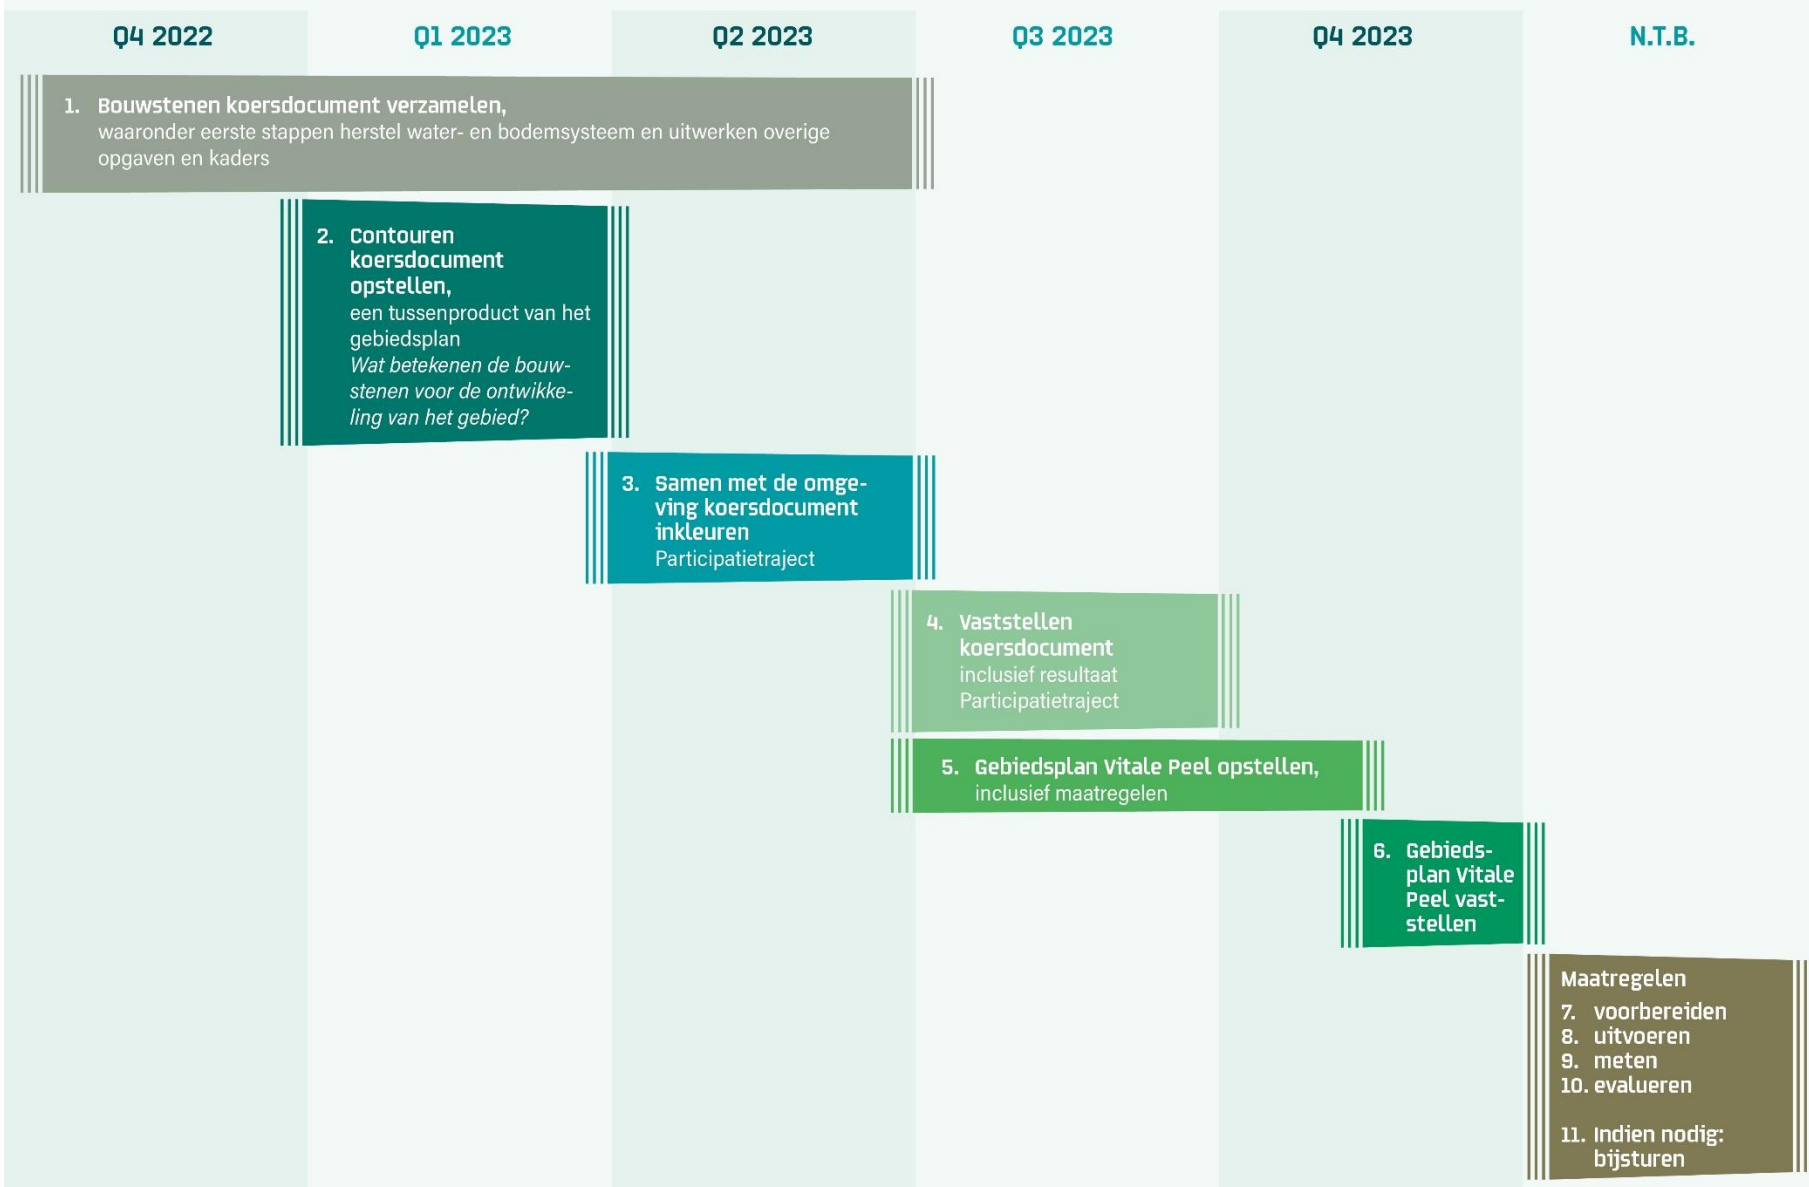 Q4 2022
Q1 2023
Q2 2023
Q3 2023
Q4 2023
N.T.B.
1. Bouwstenen koersdocument verzamelen,
waaronder eerste stappen herstel water- en bodemsysteem en uitwerken overige
opgaven en kaders
2. Contouren
koersdocument
opstellen,
een tussenproduct van het
gebiedsplan
Wat betekenen de bouw-
stenen voor de ontwikke-
ling van het gebied?
3. Samen met de omge-
ving koersdocument
inkleuren
Participatietraject
4. Vaststellen
koersdocument
inclusief resultaat
Participatietraject
5. Gebiedsplan Vitale Peel opstellen,
inclusief maatregelen
6. Gebieds-
plan Vitale
Peel vast-
stellen
Maatregelen
7. voorbereiden
8. uitvoeren
9. meten
10. evalueren
11. Indien nodig:
bijsturen